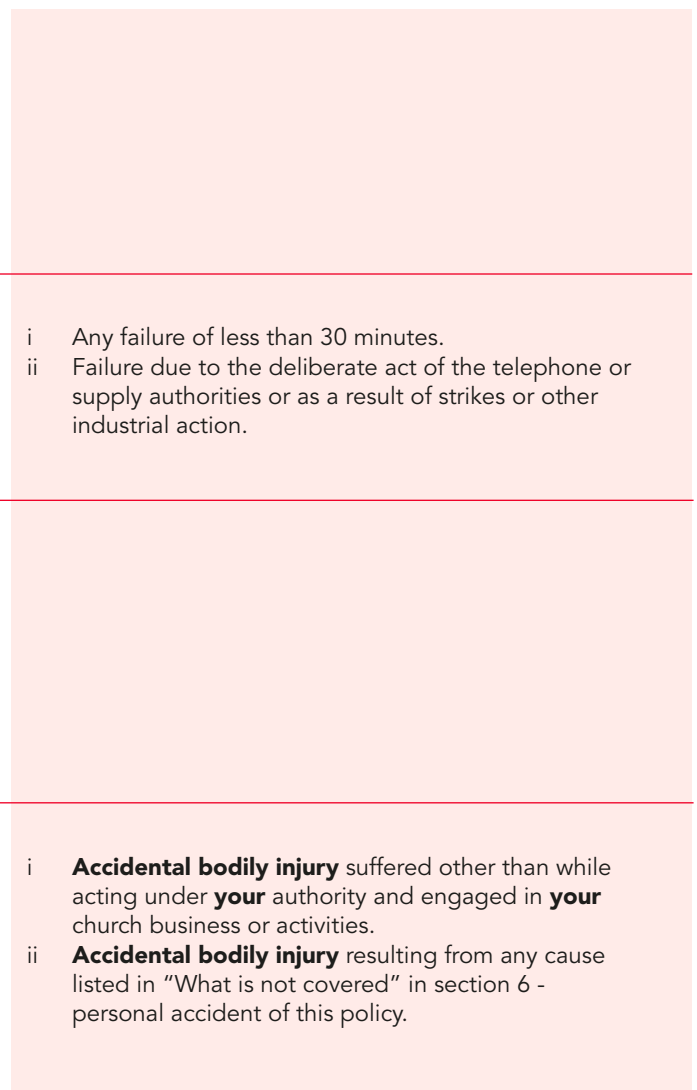 i Any failure of less than 30 minutes.
ii Failure due to the deliberate act of the telephone or
supply authorities or as a result of strikes or other
industrial action.
i Accidental bodily injury suffered other than while
acting under your authority and engaged in your
church business or activities.
ii Accidental bodily injury resulting from any cause
listed in “What is not covered” in section 6 -
personal accident of this policy.